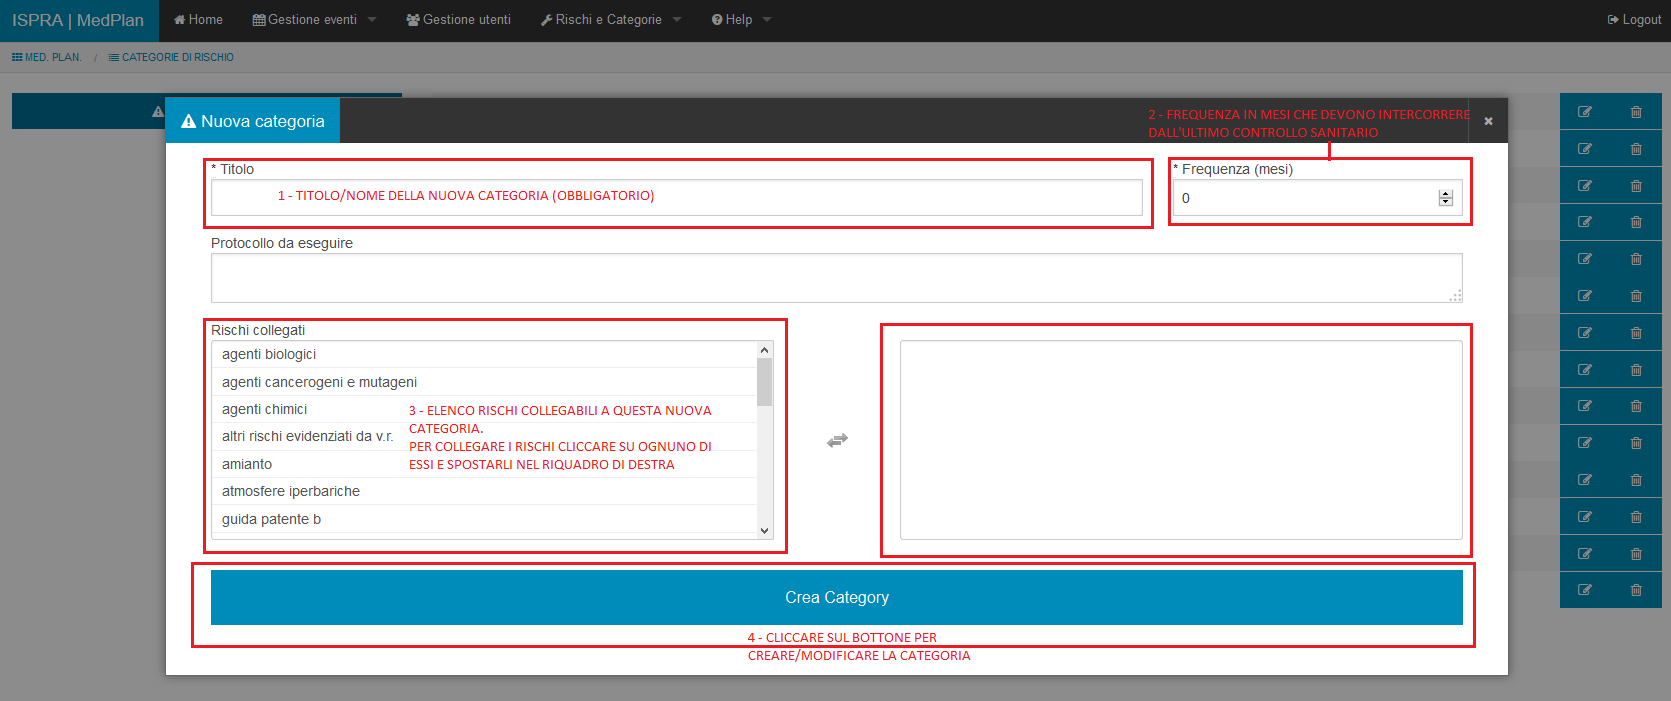 ISPRA | MedPlan
Home
Gestione eventi
Gestione utenti
Rischi e Categorie
Help
Logout
MED. PLAN. / CATEGORIE DI RISCHIO
Nuova categoria
2 - FREQUENZA IN MESI CHE DEVONO INTERCORRERE
DALL'ULTIMO CONTROLLO SANITARIO
* Titolo
1 - TITOLO/NOME DELLA NUOVA CATEGORIA (OBBLIGATORIO)
* Frequenza (mesi)
0
Protocollo da eseguire
Rischi collegati
agenti biologici
agenti cancerogeni e mutageni
agenti chimici
altri rischi evidenziati da v.r.
amianto
atmosfere iperbariche
guida patente b
3 - ELENCO RISCHI COLLEGABILI A QUESTA NUOVA
CATEGORIA.
PER COLLEGARE I RISCHI CLICCARE SU OGNUNO DI
ESSI E SPOSTARLI NEL RIQUADRO DI DESTRA
Crea Category
4 - CLICCARE SUL BOTTONE PER
CREARE/MODIFICARE LA CATEGORIA